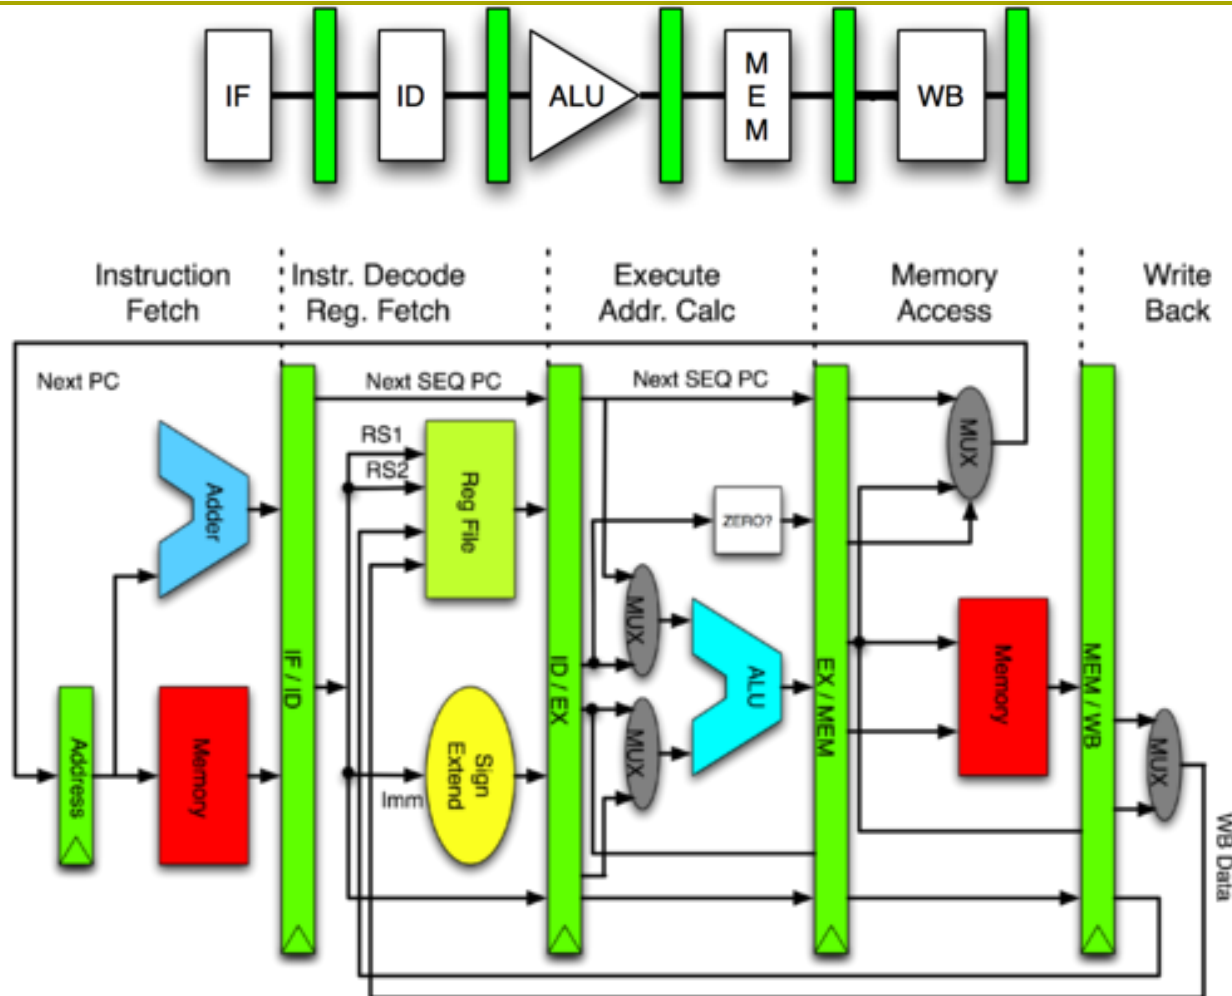 IF
ID
ALU
M
E
M
WB
Instruction
Fetch
Instr. Decode
Reg. Fetch
Execute
Addr. Calc
Memory
Access
Write
Back
Next PC
Next SEQ PC
Next SEQ PC
RS1
RS2
Reg File
MUX
Adder
ZERO?
MUX
IF / ID
ID / EX
ALU
EX / MEM
Memory
MEM / WB
Address
Memory
Imm
Sign
Extend
MUX
MUX
WB Data